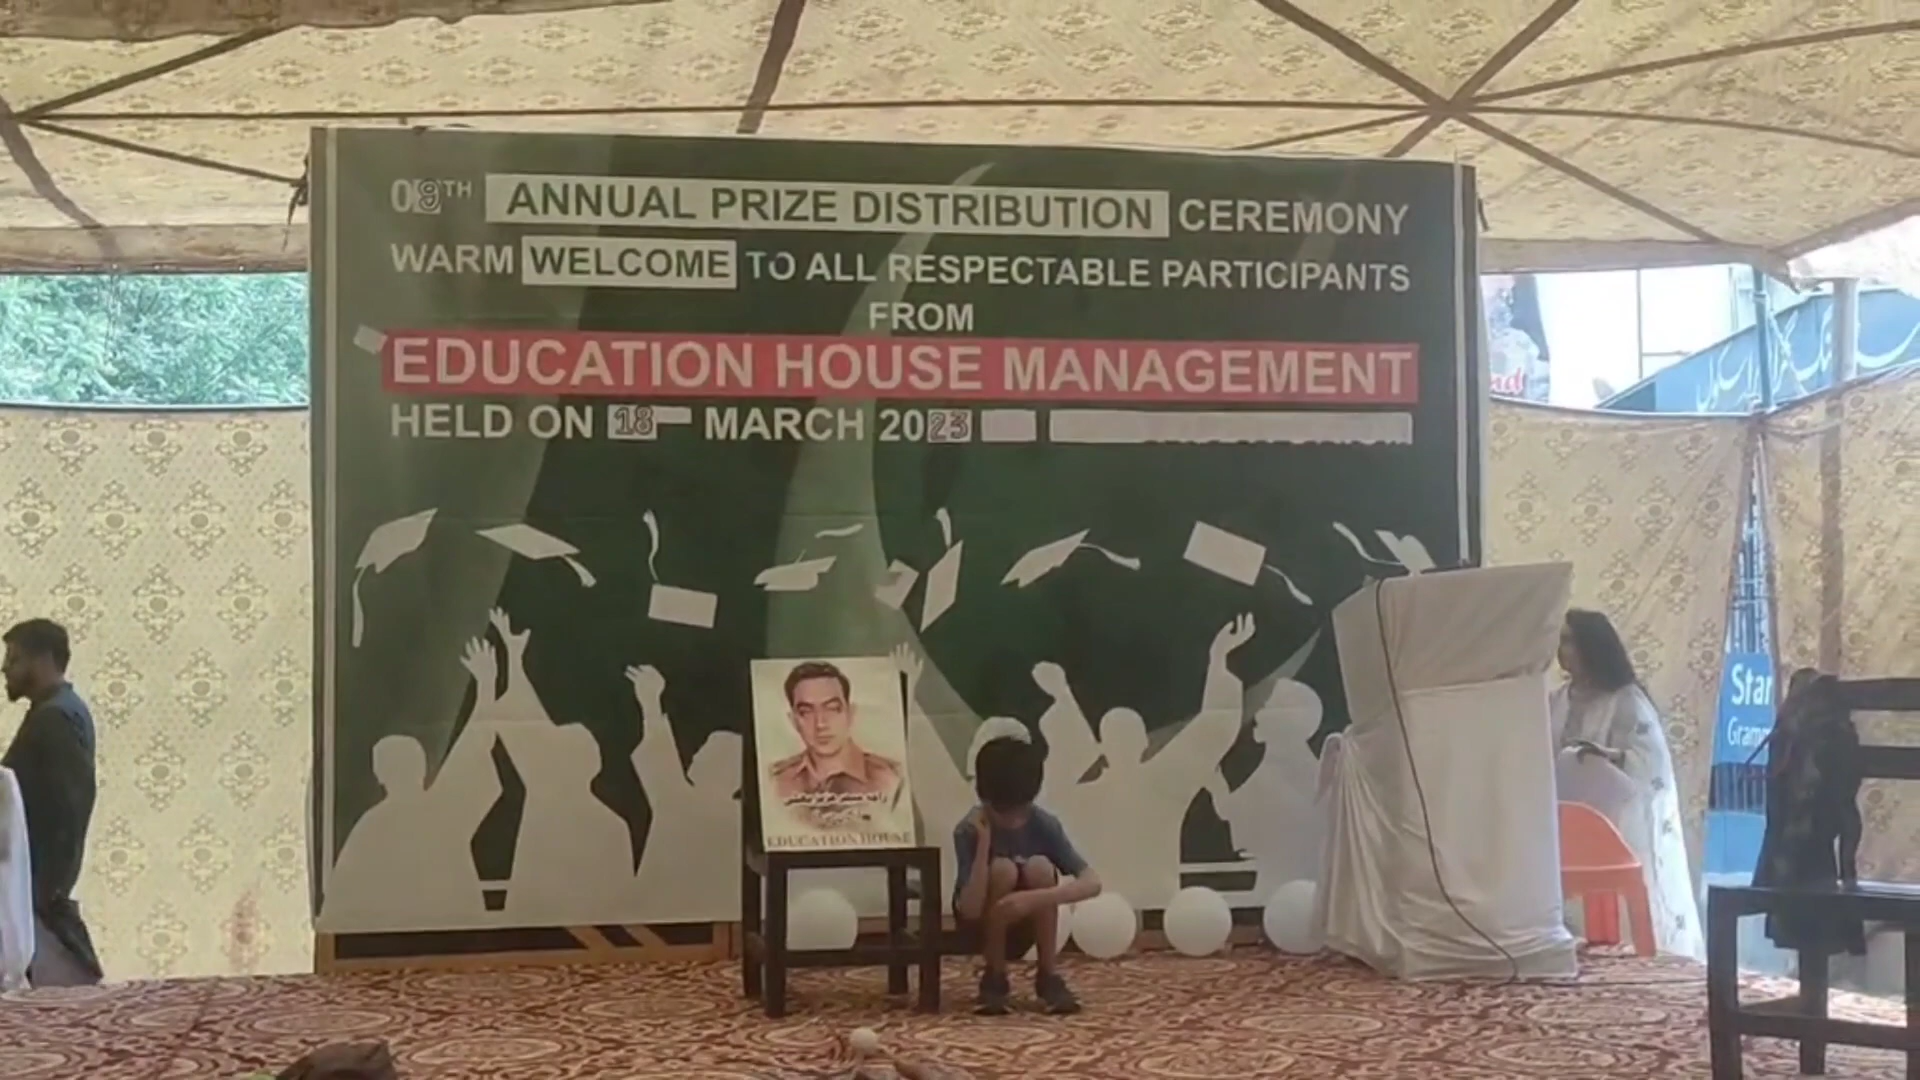 09TH ANNUAL PRIZE DISTRIBUTION CEREMONY
WARM WELCOME TO ALL RESPECTABLE PARTICIPANTS
FROM
EDUCATION HOUSE MANAGEMENT
HELD ON 18 MARCH 2023
EDUCATION HOUSE
Star
Gram